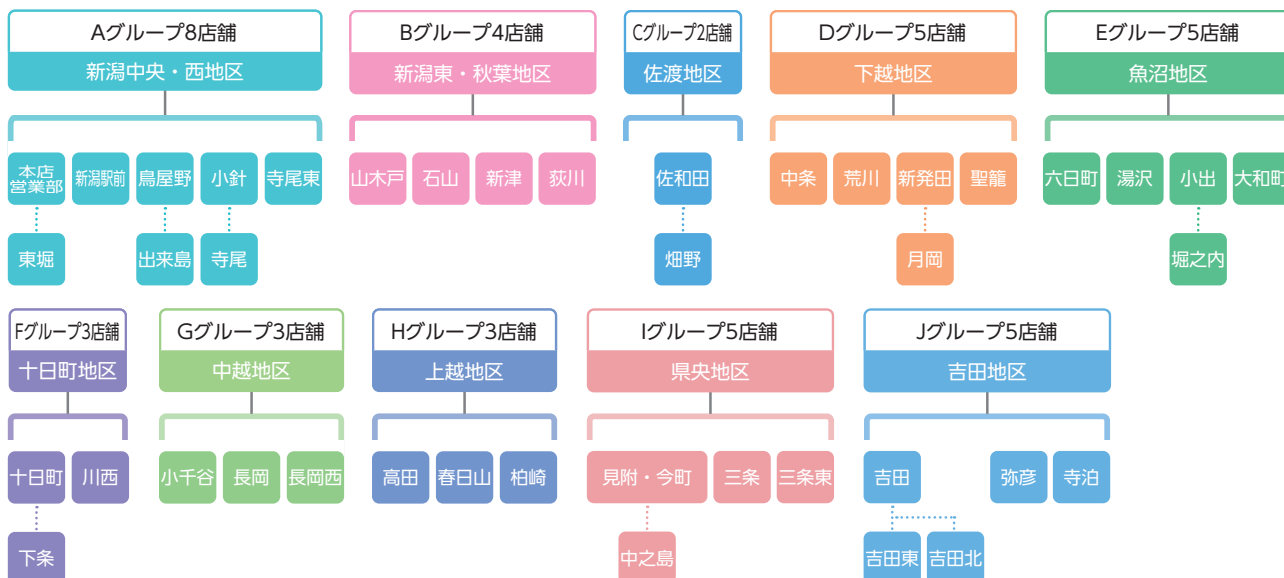 Aグループ8店舗
新潟中央・西地区
本店
営業部
新潟駅前
鳥屋野
小針
寺尾東
東堀
出来島
寺尾
Bグループ4店舗
新潟東・秋葉地区
山木戸
石山
新津
荻川
Cグループ2店舗
佐渡地区
佐和田
畑野
Dグループ5店舗
下越地区
中条
荒川
新発田
聖籠
月岡
Eグループ5店舗
魚沼地区
六日町
湯沢
小出
大和町
堀之内
Fグループ3店舗
十日町地区
十日町
川西
下条
Gグループ3店舗
中越地区
小千谷
長岡
長岡西
Hグループ3店舗
上越地区
高田
春日山
柏崎
Iグループ5店舗
県央地区
見附・今町
三条
三条東
中之島
Jグループ5店舗
吉田地区
吉田
弥彦
寺泊
吉田東
吉田北